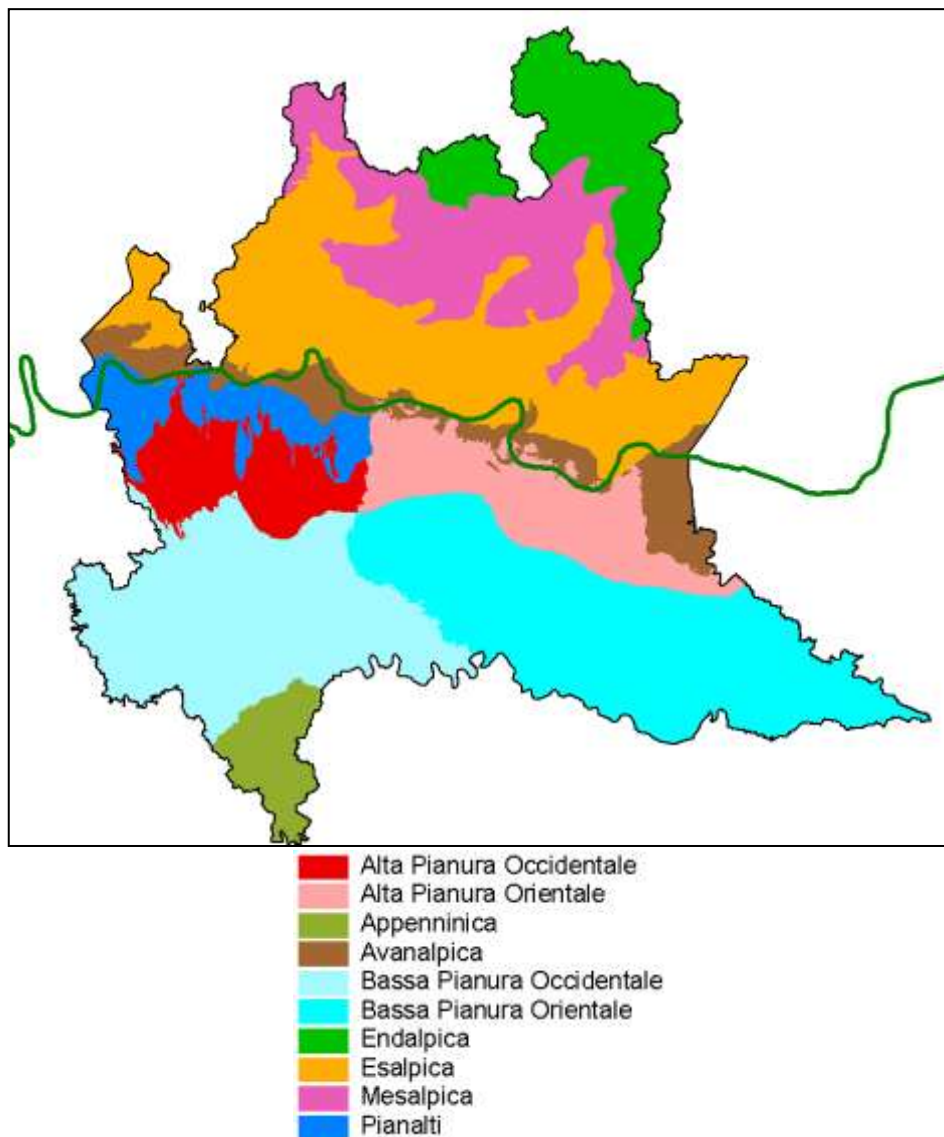 Alta Pianura Occidentale
Alta Pianura Orientale
Appenninica
Avanalpica
Bassa Pianura Occidentale
Bassa Pianura Orientale
Endalpica
Esalpica
Mesalpica
Pianalti